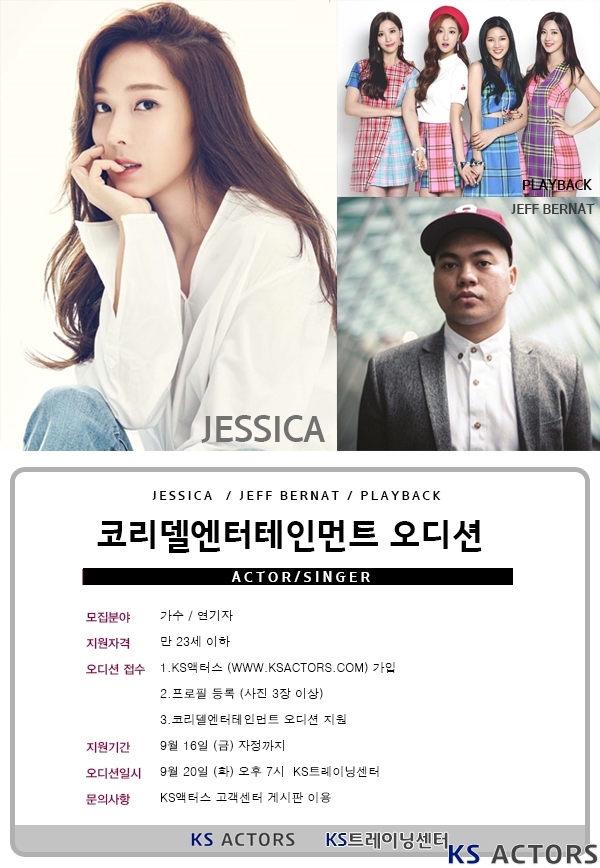 PLAYBACK
JEFF BERNAT
JESSICA
JESSICA / JEFF BERNAT / PLAYBACK
코리델엔터테인먼트 오디션
ACTOR/SINGER
모집분야 가수 / 연기자
지원자격 만 23세 이하
오디션 접수 1.KS액터스 (WWW.KSACTORS.COM) 가입
2.프로필 등록 (사진 3장 이상)
3.코리델엔터테인먼트 오디션 지원
지원기간 9월 16일 (금) 자정까지
오디션일시 9월 20일 (화) 오후 7시 KS트레이닝센터
문의사항 KS액터스 고객센터 게시판 이용
KS ACTORS KS트레이닝센터
KS ACTORS